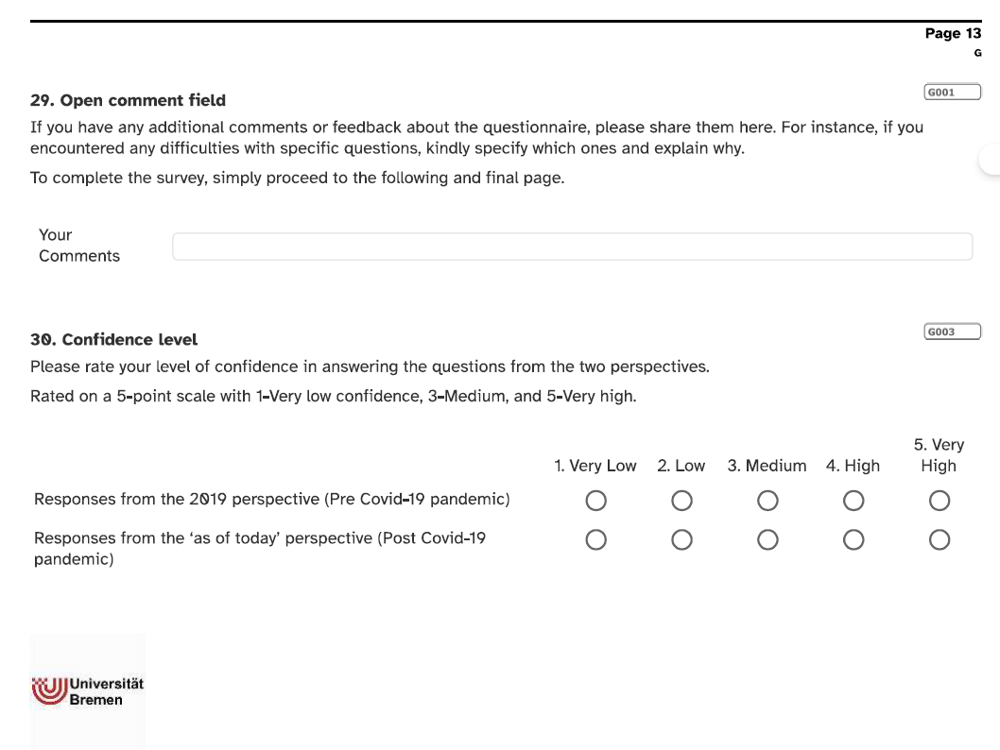 Page 13
G
29. Open comment field
G001
If you have any additional comments or feedback about the questionnaire, please share them here. For instance, if you
encountered any difficulties with specific questions, kindly specify which ones and explain why.
To complete the survey, simply proceed to the following and final page.
Your
Comments
30. Confidence level
G003
Please rate your level of confidence in answering the questions from the two perspectives.
Rated on a 5-point scale with 1-Very low confidence, 3-Medium, and 5-Very high.
1. Very Low 2. Low 3. Medium 4. High 5. Very
High
Responses from the 2019 perspective (Pre Covid-19 pandemic)
Responses from the ‘as of today’ perspective (Post Covid-19
pandemic)
Universität
Bremen